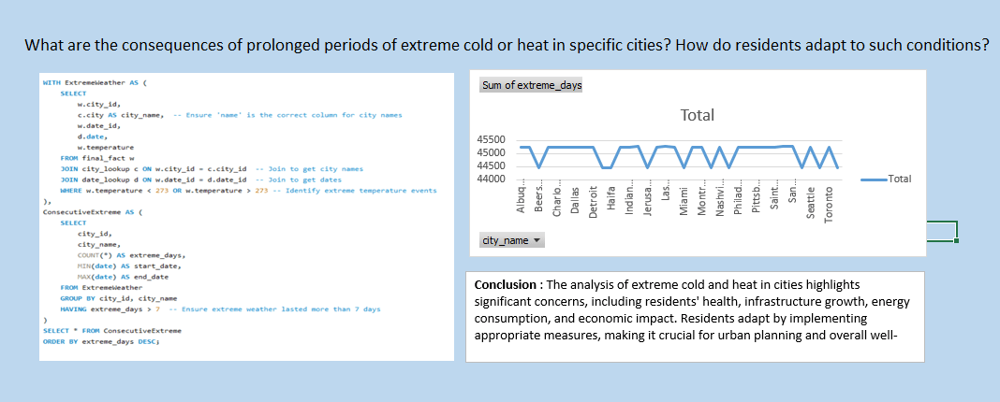 What are the consequences of prolonged periods of extreme cold or heat in specific cities? How do residents adapt to such conditions?
WITH ExtremeWeather AS (
SELECT
w.city_id,
c.city AS city_name, -- Ensure 'name' is the correct column for city names
w.date_id,
d.date,
w.temperature
FROM final_fact w
JOIN city_lookup c ON w.city_id = c.city_id -- Join to get city names
JOIN date_lookup d ON w.date_id = d.date_id -- Join to get dates
WHERE w.temperature < 273 OR w.temperature > 273 -- Identify extreme temperature events
),
ConsecutiveExtreme AS (
SELECT
city_id,
city_name,
COUNT(*) AS extreme_days,
MIN(date) AS start_date,
MAX(date) AS end_date
FROM ExtremeWeather
GROUP BY city_id, city_name
HAVING extreme_days > 7 -- Ensure extreme weather lasted more than 7 days
)
SELECT * FROM ConsecutiveExtreme
ORDER BY extreme_days DESC;
Sum of extreme_days
Total
45500
45000
44500
44000
Total
Albuq...
Beers...
Charlo...
Dallas
Detroit
Haifa
Indian...
Jerusa...
Las...
Miami
Montr...
Nashvi...
Philad...
Pittsb...
Saint...
San...
Seattle
Toronto
city_name
Conclusion : The analysis of extreme cold and heat in cities highlights
significant concerns, including residents' health, infrastructure growth, energy
consumption, and economic impact. Residents adapt by implementing
appropriate measures, making it crucial for urban planning and overall well-